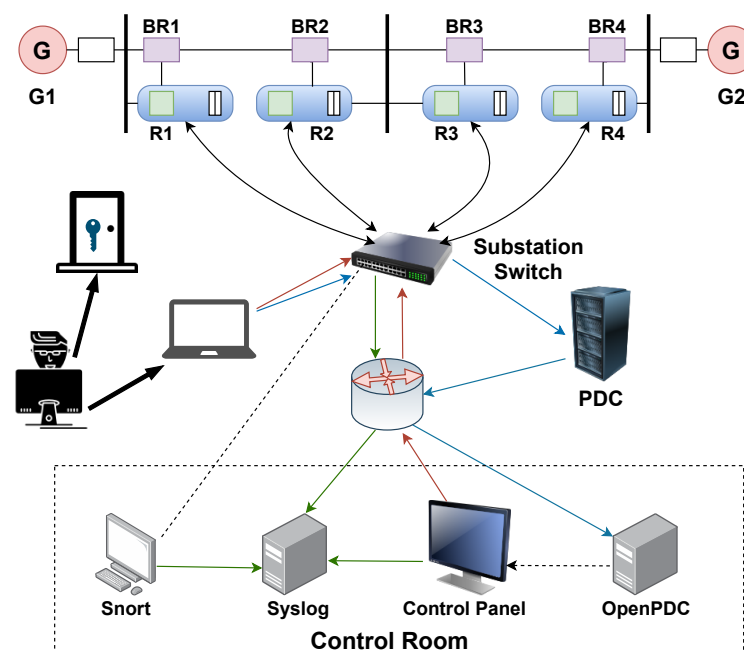 BR1
BR2
BR3
BR4
G
G
G1
G2
R1
R2
R3
R4
Substation
Switch
PDC
Snort
Syslog
Control Panel
OpenPDC
Control Room